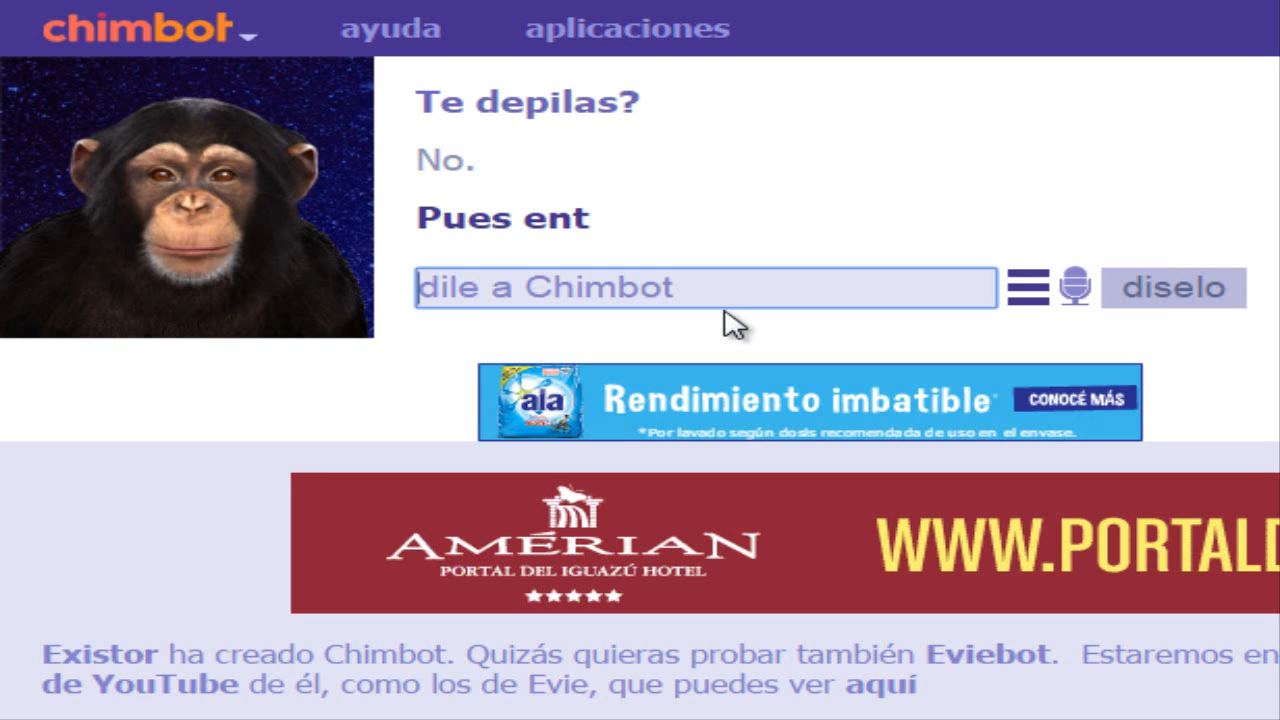 chimbot
ayuda
aplicaciones
Te depilas?
No.
Pues ent
dile a Chimbot
diselo
ala
Rendimiento imbatible*
CONOCÉ MÁS
*Por lavado según dosis recomendada de uso en el envase.
AMÉRIAN
PORTAL DEL IGUAZÚ HOTEL
WWW.PORTALD
Existor ha creado Chimbot. Quizás quieras probar también Eviebot. Estaremos en
de YouTube de él, como los de Evie, que puedes ver aquí